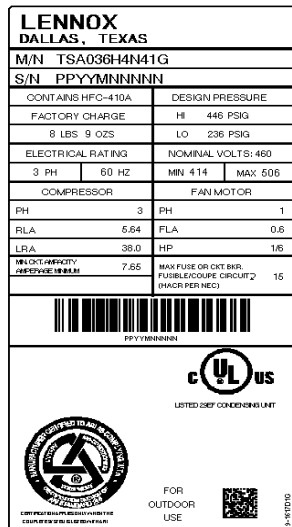 LENNOX
DALLAS, TEXAS
M/N TSA036H4N41G
S/N PPYYMNNNNN
CONTAINS HFC-410A
DESIGN PRESSURE
FACTORY CHARGE
HI 446 PSIG
8 LBS 9 OZS
LO 236 PSIG
ELECTRICAL RATING
NOMINAL VOLTS: 460
3 PH 60 HZ
MIN 414 MAX 506
COMPRESSOR
FAN MOTOR
PH 3
PH 1
RLA 5.64
FLA 0.6
LRA 38.0
HP 1/6
MIN. CKT. AMPACITY
AMPERAGE MINIMUM 7.65
MAX FUSE OR CKT. BKR.
FUSIBLE/COUPE CIRCUIT 15
(HACR PER NEC)
PPYYMNNNNN
C UL US
LISTED 29EF CONDENSING UNIT
FOR
OUTDOOR
USE